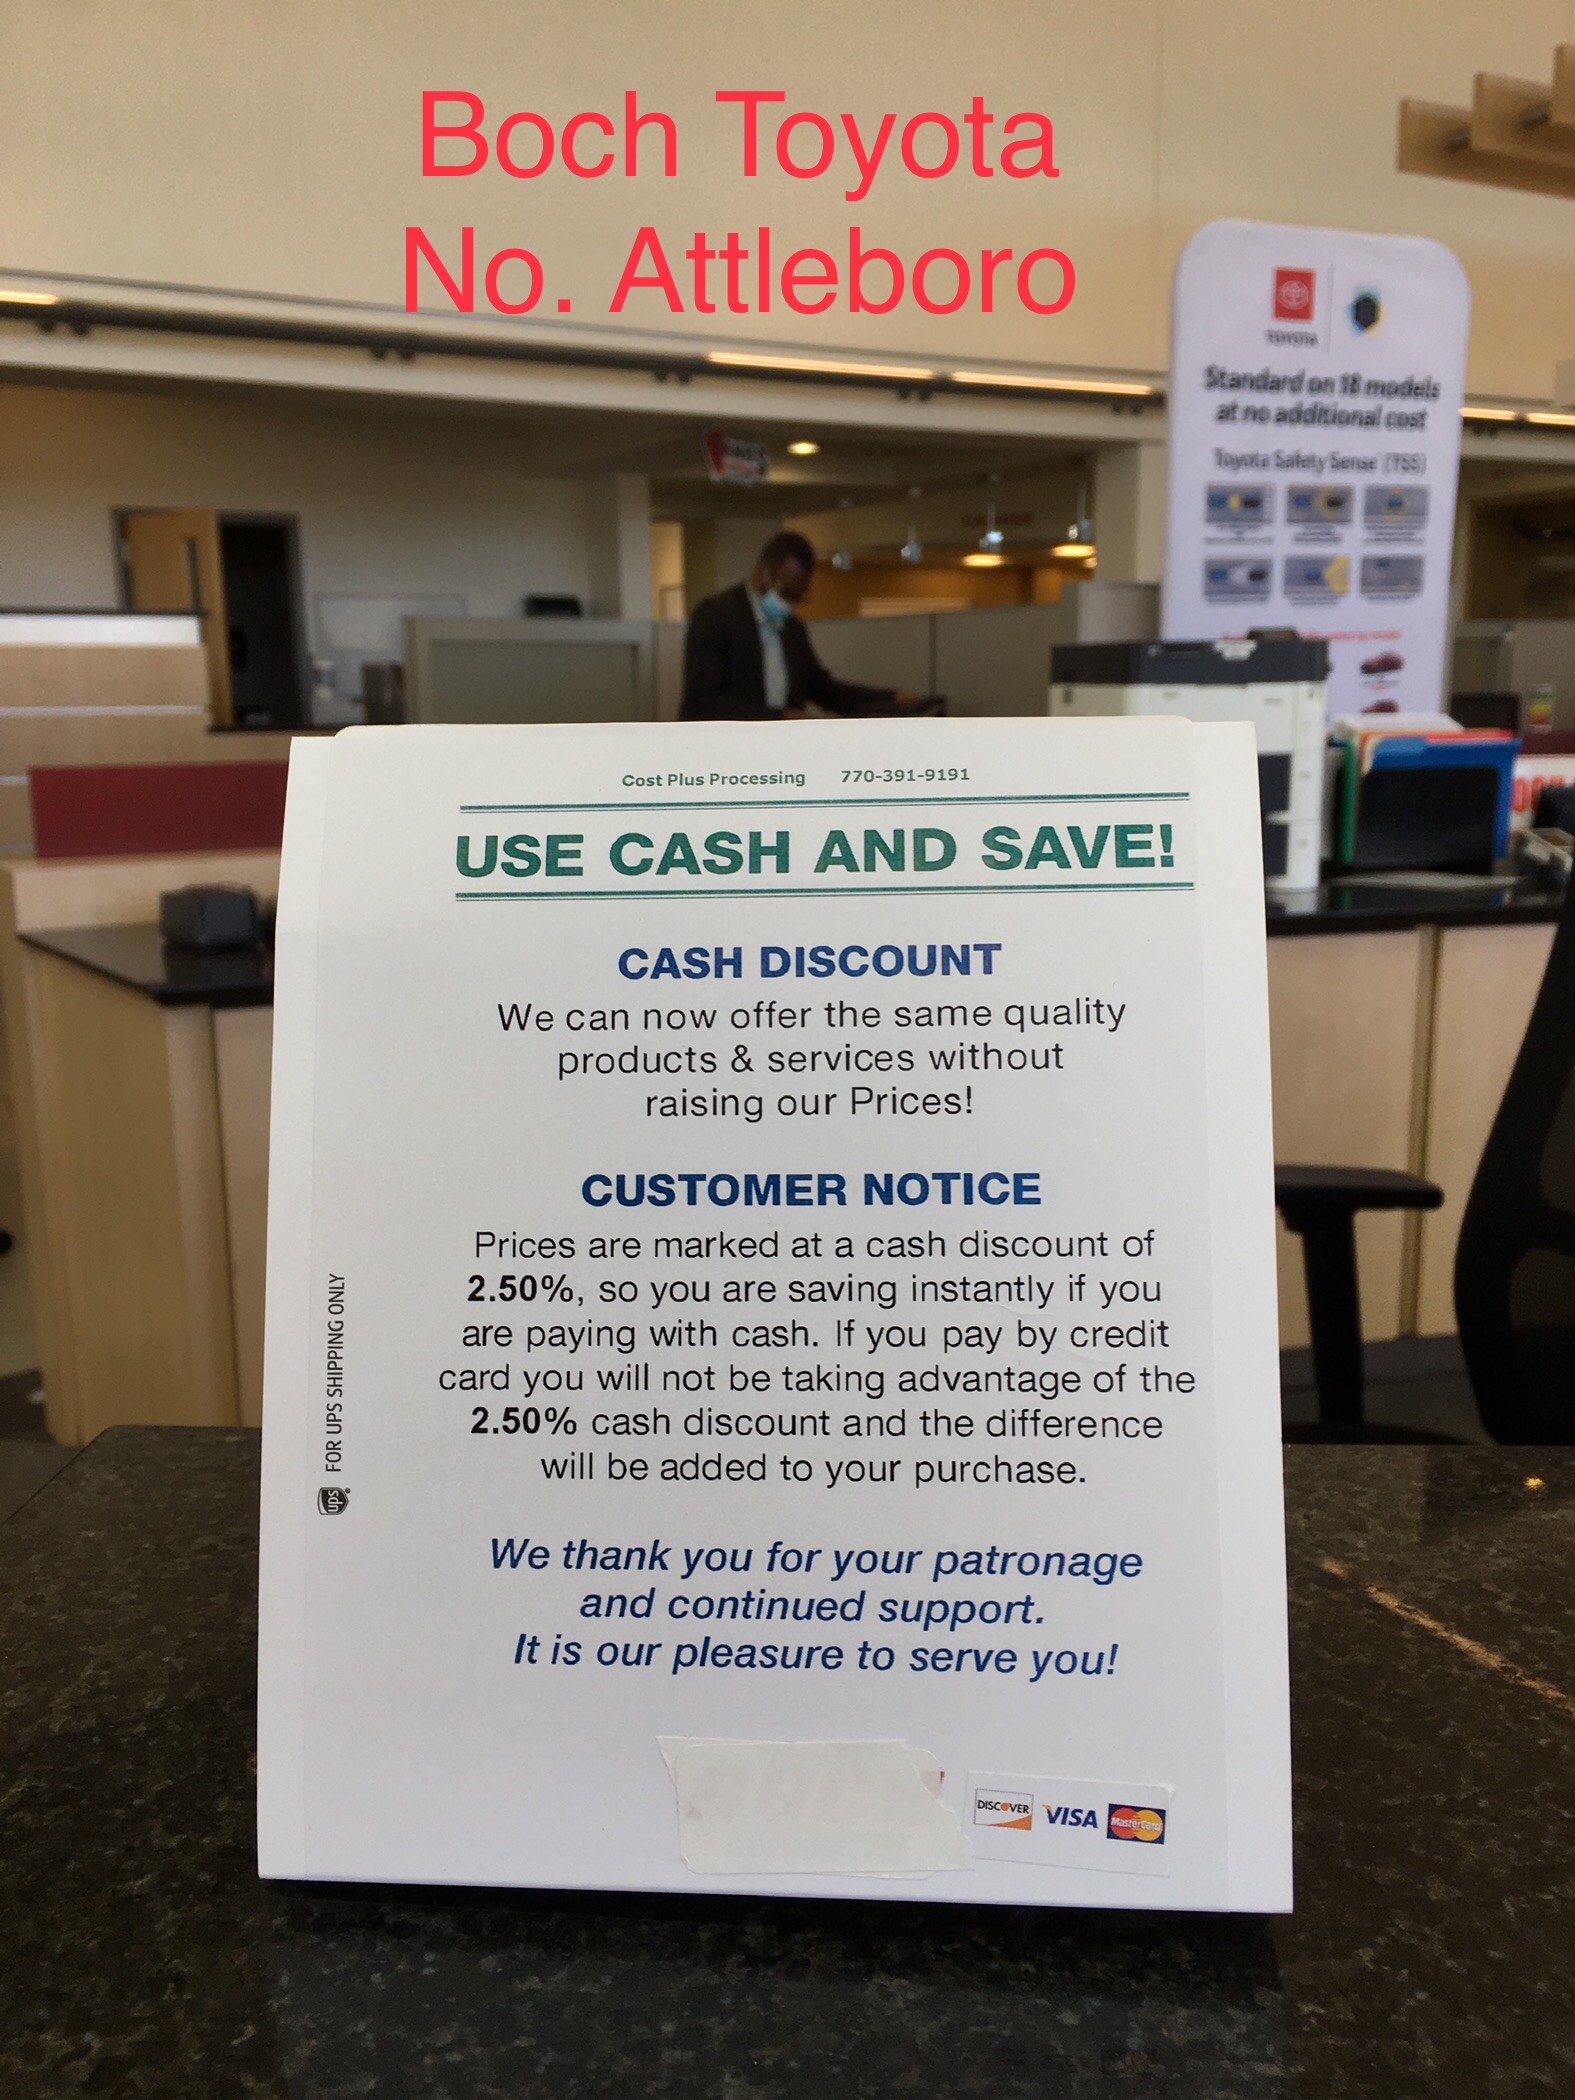 Boch Toyota
No. Attleboro
TOYOTA
Standard on 18 models
at no additional cost
Toyota Safety Sense (TSS)
Cost Plus Processing 770-391-9191
USE CASH AND SAVE!
CASH DISCOUNT
We can now offer the same quality
products & services without
raising our Prices!
CUSTOMER NOTICE
Prices are marked at a cash discount of
2.50%, so you are saving instantly if you
are paying with cash. If you pay by credit
card you will not be taking advantage of the
2.50% cash discount and the difference
will be added to your purchase.
We thank you for your patronage
and continued support.
It is our pleasure to serve you!
ups FOR UPS SHIPPING ONLY
DISCOVER VISA MasterCard